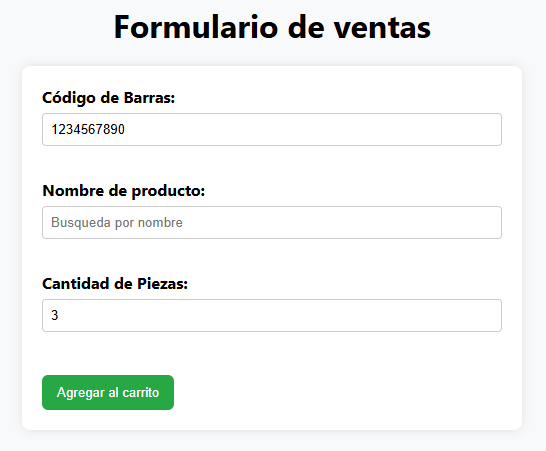 Formulario de ventas
Código de Barras:
1234567890
Nombre de producto:
Busqueda por nombre
Cantidad de Piezas:
3
Agregar al carrito